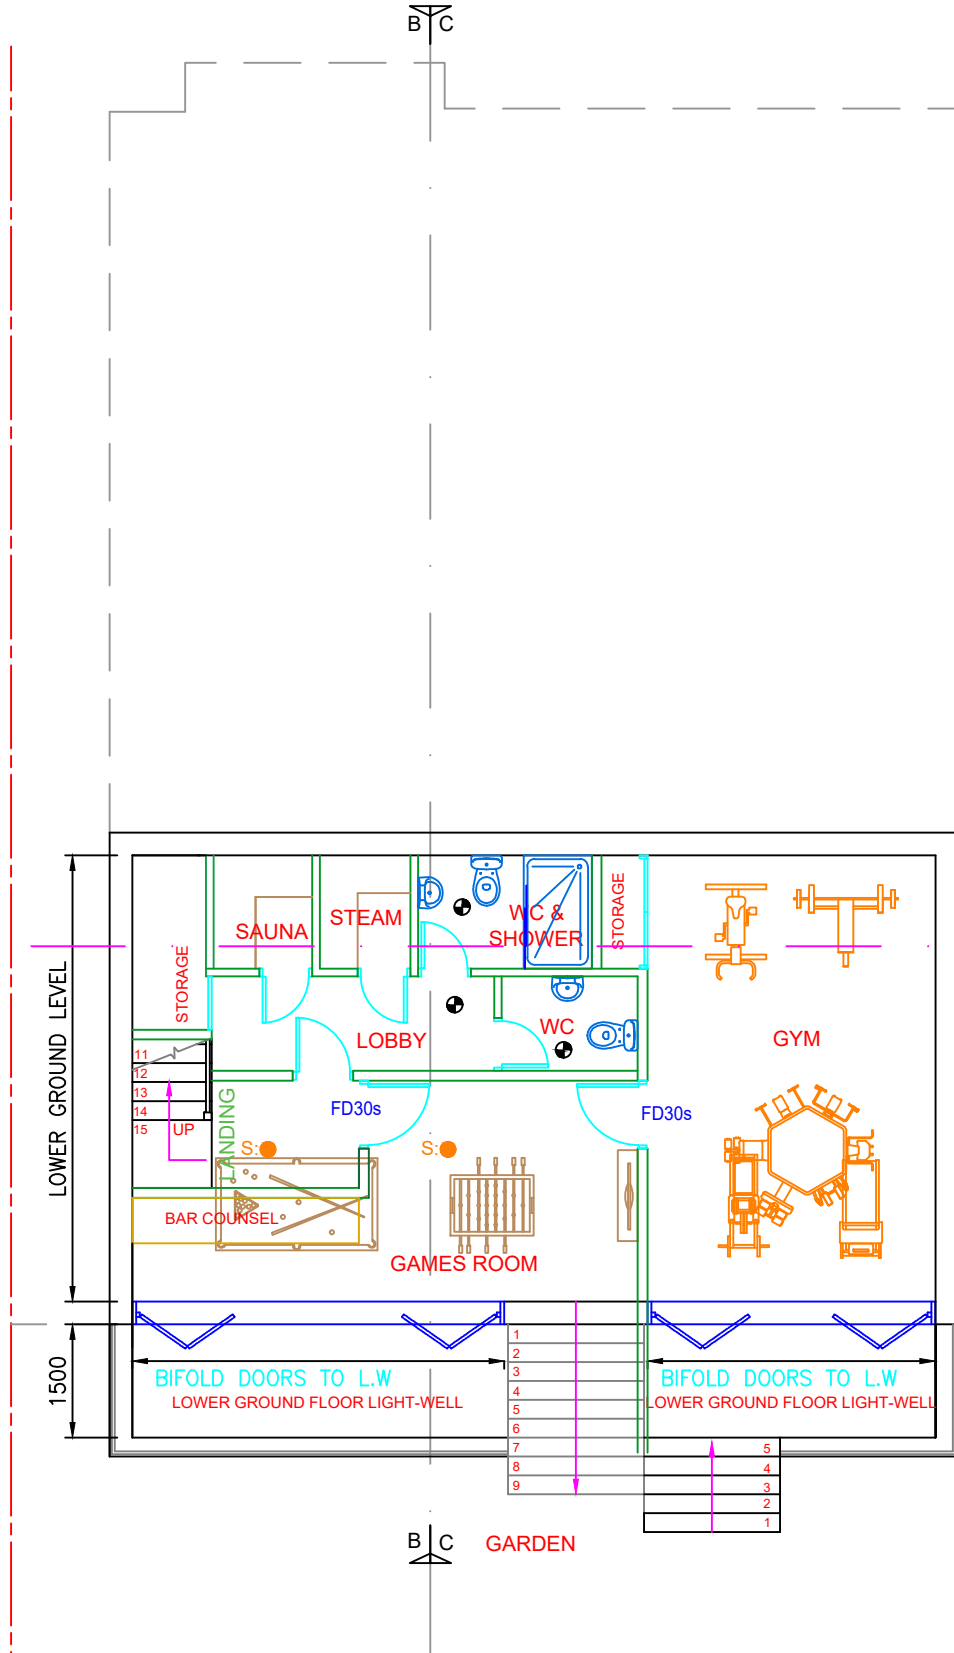 B C
LOWER GROUND LEVEL
1500
SAUNA
STEAM
WC &
SHOWER
STORAGE
STORAGE
LOBBY
WC
GYM
11
12
13
14
15
UP
LANDING
FD30s
FD30s
S:
S:
BAR COUNSEL
GAMES ROOM
BIFOLD DOORS TO L.W
LOWER GROUND FLOOR LIGHT-WELL
BIFOLD DOORS TO L.W
LOWER GROUND FLOOR LIGHT-WELL
1
2
3
4
5
6
7
8
9
5
4
3
2
1
B C
GARDEN